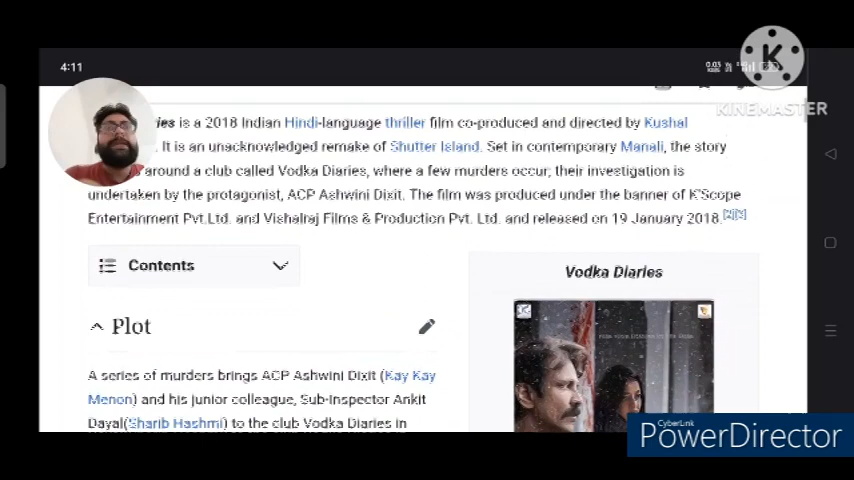 4:11
KINEMASTER
ies is a 2018 Indian Hindi-language thriller film co-produced and directed by Kushal
. It is an unacknowledged remake of Shutter Island. Set in contemporary Manali, the story
around a club called Vodka Diaries, where a few murders occur; their investigation is
undertaken by the protagonist, ACP Ashwini Dixit. The film was produced under the banner of K'Scope
Entertainment Pvt.Ltd. and Vishalraj Films & Production Pvt. Ltd. and released on 19 January 2018.
Contents
Vodka Diaries
Plot
A series of murders brings ACP Ashwini Dixit (Kay Kay
Menon) and his junior colleague, Sub-Inspector Ankit
Dayal(Sharib Hashmi) to the club Vodka Diaries in
CyberLink
PowerDirector